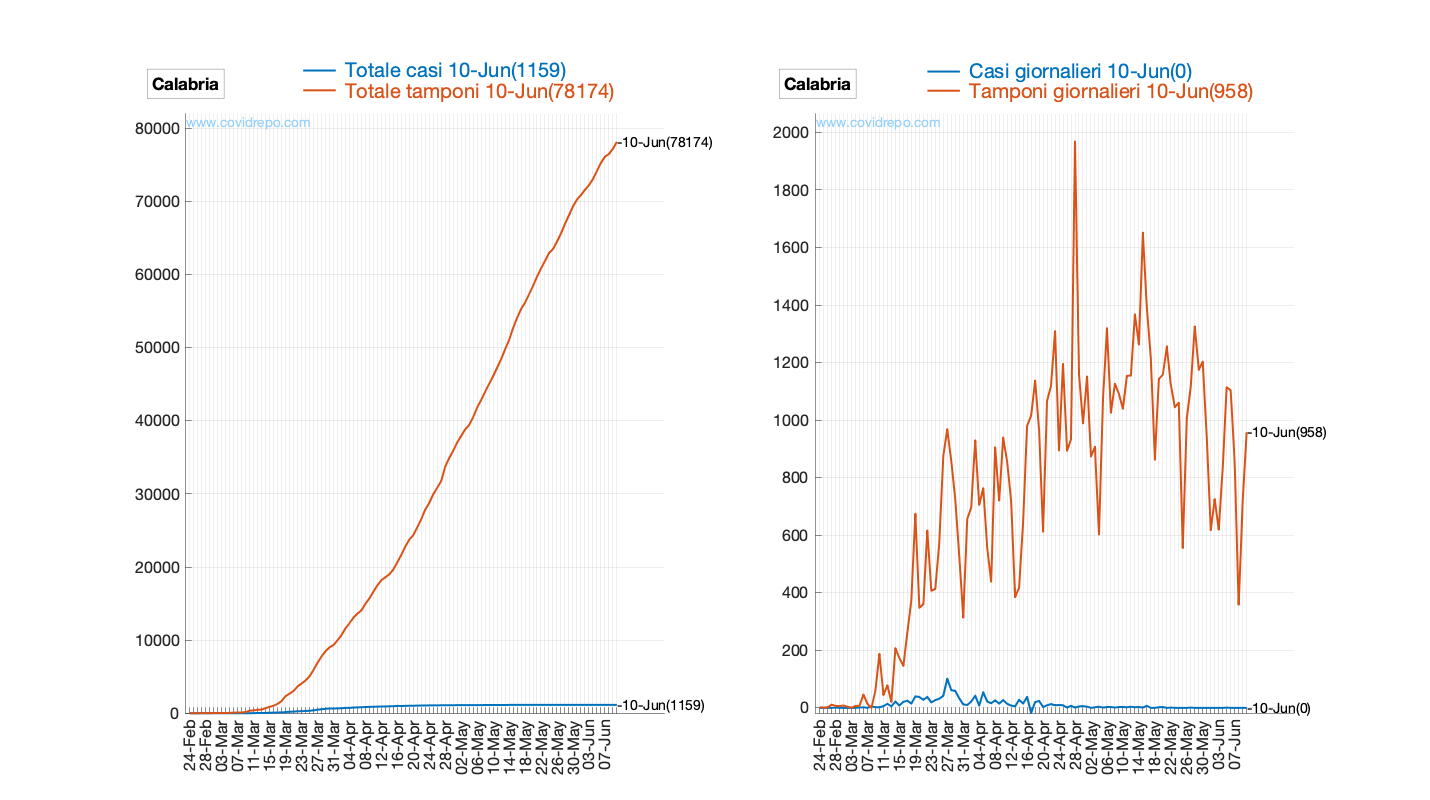 Calabria
Totale casi 10-Jun(1159)
Totale tamponi 10-Jun(78174)
www.covidrepo.com
80000
70000
60000
50000
40000
30000
20000
10000
0
10-Jun(78174)
10-Jun(1159)
24-Feb
28-Feb
03-Mar
07-Mar
11-Mar
15-Mar
19-Mar
23-Mar
27-Mar
31-Mar
04-Apr
08-Apr
12-Apr
16-Apr
20-Apr
24-Apr
28-Apr
02-May
06-May
10-May
14-May
18-May
22-May
26-May
30-May
03-Jun
07-Jun
Calabria
Casi giornalieri 10-Jun(0)
Tamponi giornalieri 10-Jun(958)
www.covidrepo.com
2000
1800
1600
1400
1200
1000
800
600
400
200
0
10-Jun(958)
10-Jun(0)
24-Feb
28-Feb
03-Mar
07-Mar
11-Mar
15-Mar
19-Mar
23-Mar
27-Mar
31-Mar
04-Apr
08-Apr
12-Apr
16-Apr
20-Apr
24-Apr
28-Apr
02-May
06-May
10-May
14-May
18-May
22-May
26-May
30-May
03-Jun
07-Jun